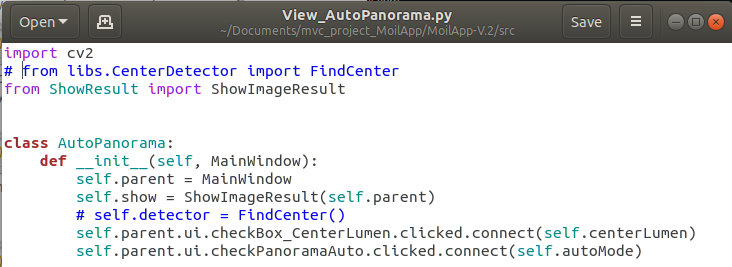 View_AutoPanorama.py
Open
~/Documents/mvc_project_MoilApp/MoilApp-V.2/src
Save
import cv2
# from libs.CenterDetector import FindCenter
from ShowResult import ShowImageResult
class AutoPanorama:
    def __init__(self, MainWindow):
        self.parent = MainWindow
        self.show = ShowImageResult(self.parent)
        # self.detector = FindCenter()
        self.parent.ui.checkBox_CenterLumen.clicked.connect(self.centerLumen)
        self.parent.ui.checkPanoramaAuto.clicked.connect(self.autoMode)